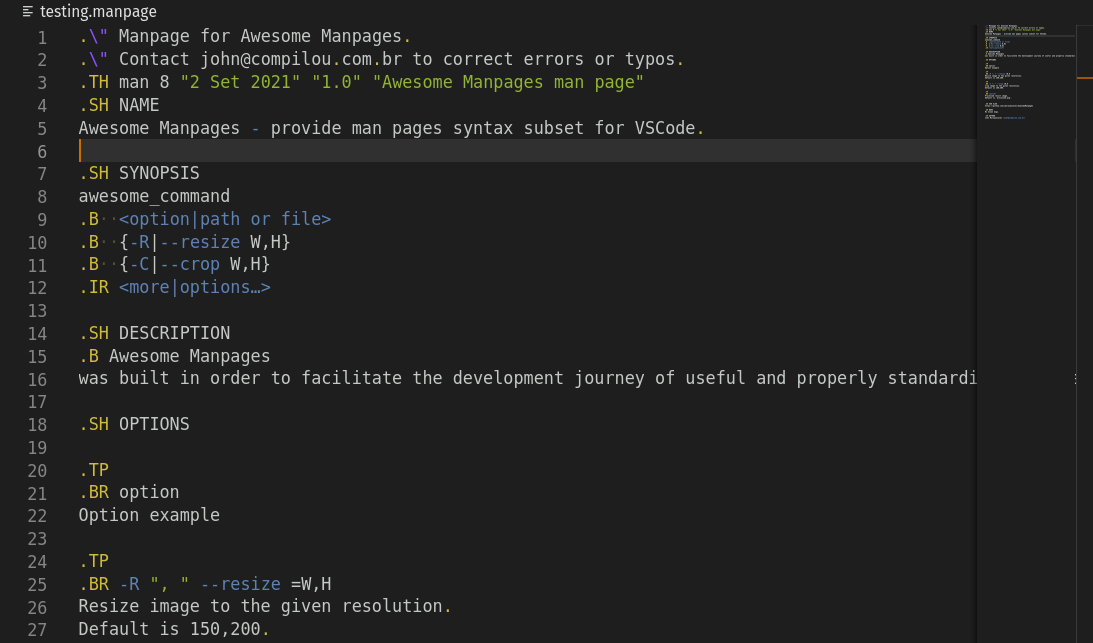 testing.manpage
1 .\" Manpage for Awesome Manpages.
2 .\" Contact john@compilou.com.br to correct errors or typos.
3 .TH man 8 "2 Set 2021" "1.0" "Awesome Manpages man page"
4 .SH NAME
5 Awesome Manpages - provide man pages syntax subset for VSCode.
6
7 .SH SYNOPSIS
8 awesome_command
9 .B··<option|path or file>
10 .B··{-R|--resize W,H}
11 .B··{-C|--crop W,H}
12 .IR <more|options…>
13
14 .SH DESCRIPTION
15 .B Awesome Manpages
16 was built in order to facilitate the development journey of useful and properly standardi
17
18 .SH OPTIONS
19
20 .TP
21 .BR option
22 Option example
23
24 .TP
25 .BR -R ", " --resize =W,H
26 Resize image to the given resolution.
27 Default is 150,200.